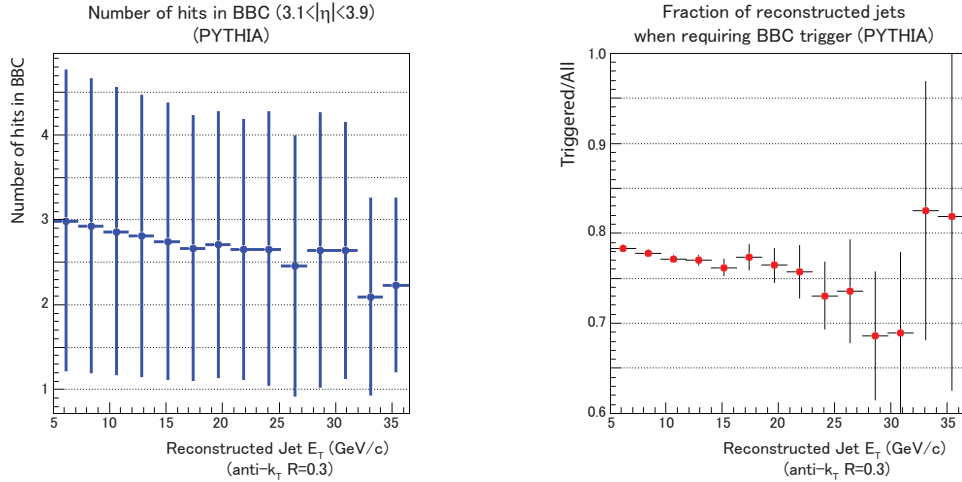 Number of hits in BBC (3.1<|η|<3.9)
(PYTHIA)
Number of hits in BBC
4
3
2
1
5 10 15 20 25 30 35
Reconstructed Jet E_T (GeV/c)
(anti-k_T R=0.3)
Fraction of reconstructed jets
when requiring BBC trigger (PYTHIA)
Triggered/All
1.0
0.9
0.8
0.7
0.6
5 10 15 20 25 30 35
Reconstructed Jet E_T (GeV/c)
(anti-k_T R=0.3)